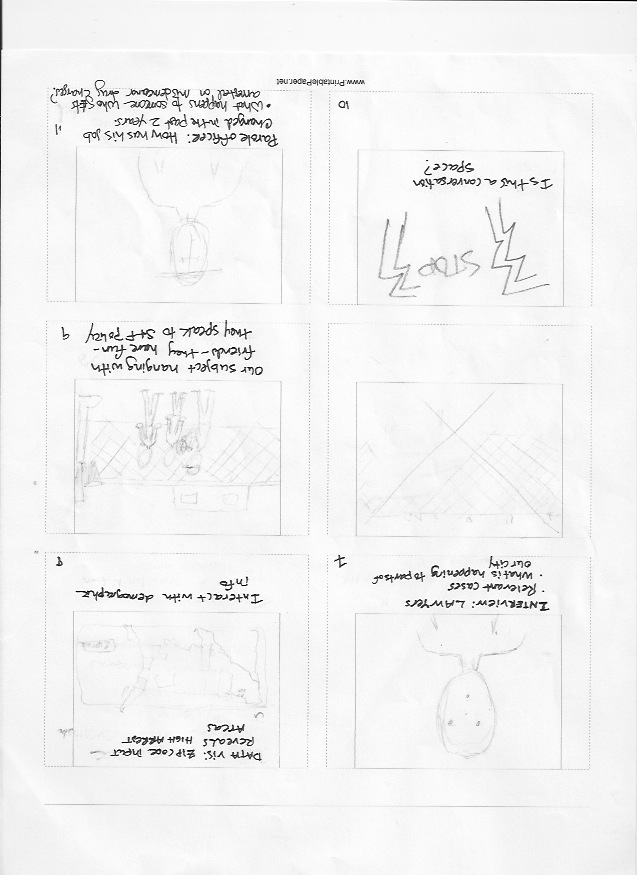 INTERVIEW: LAWYERS
· Relevant cases
· What is happening to parts of
our city
7
DATA VIS: ZIP CODE INPUT
REVEALS HIGH ARREST
AREAS
Interact with demographic
info
8
Our subject hanging with
friends - they have fun -
they speak to S+F Policy
9
STOP
Is this a conversation
space?
10
Parole officer: How has his job
changed in the past 2 years
11
• What happens to someone who gets
arrested on misdemeanor drug charge?
www.PrintablePaper.net